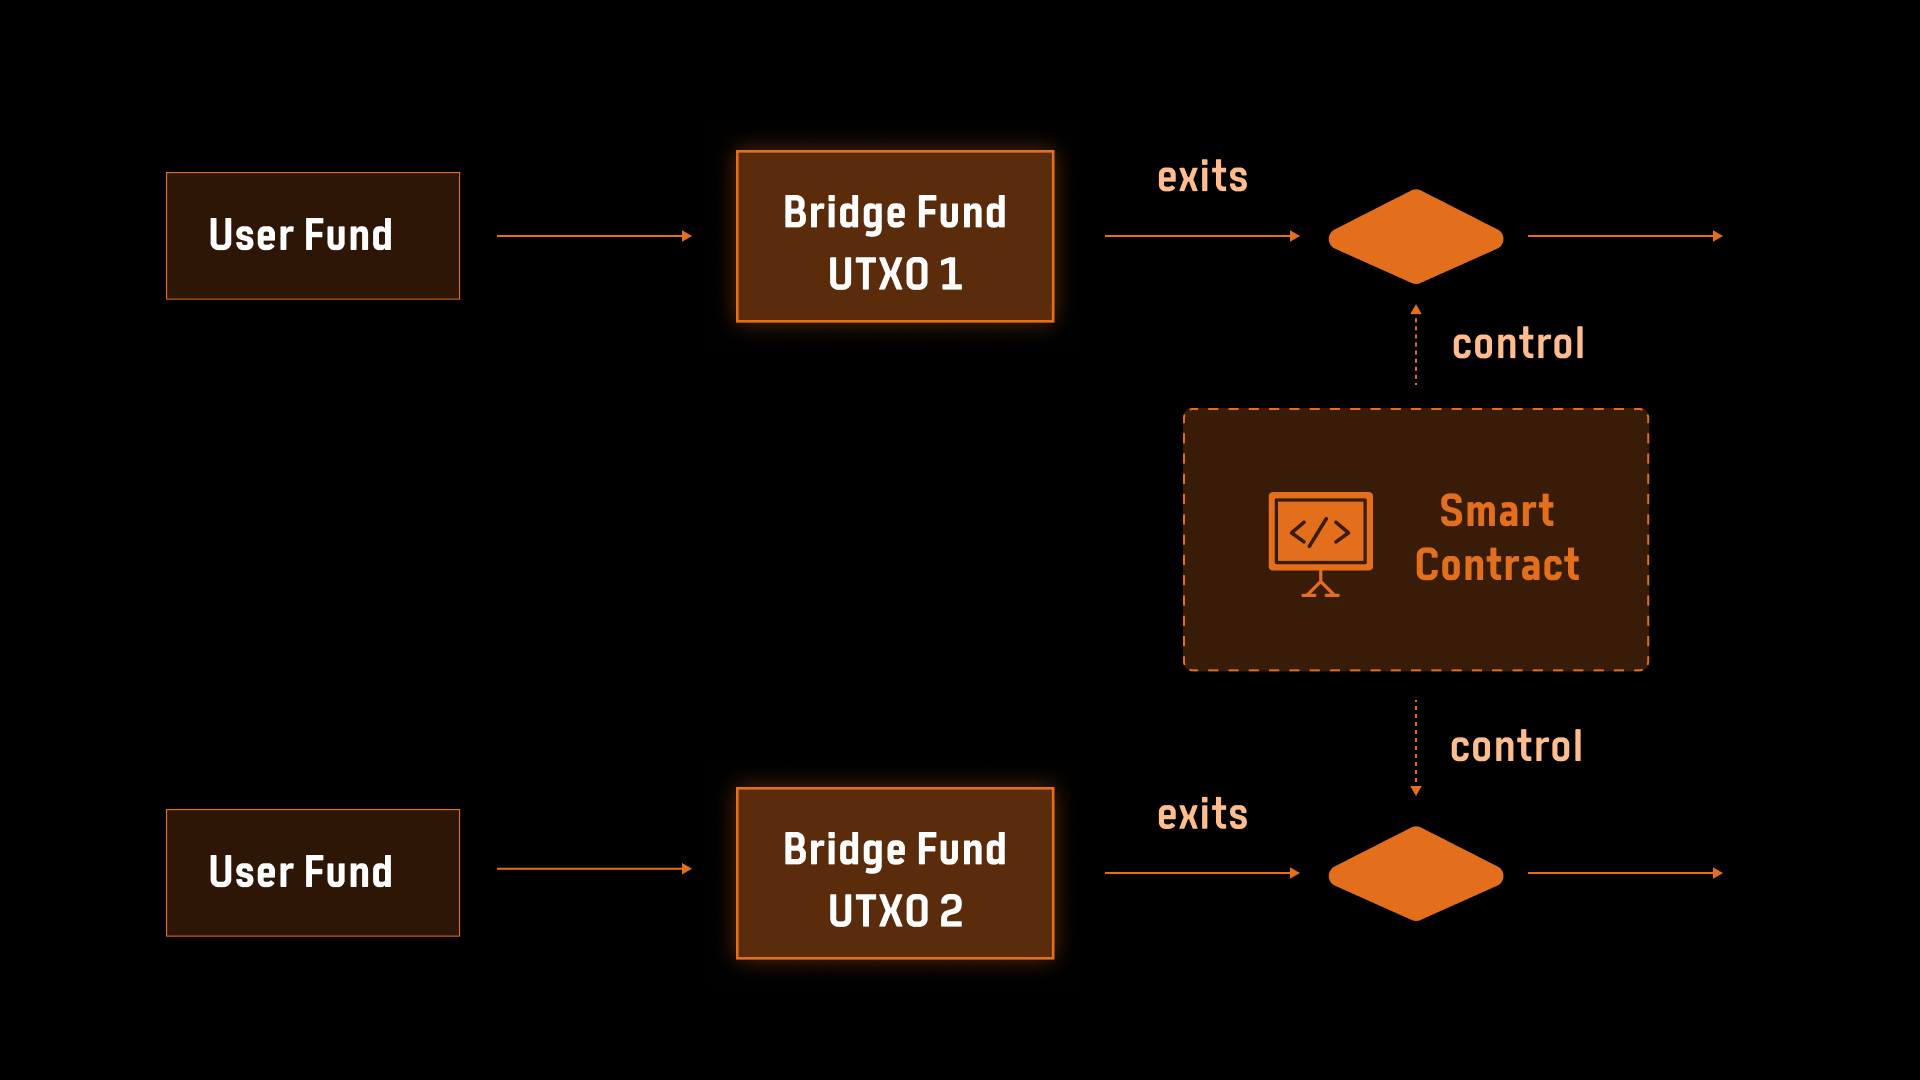 exits
User Fund
Bridge Fund
UTXO 1
control
</>
Smart
Contract
control
exits
User Fund
Bridge Fund
UTXO 2